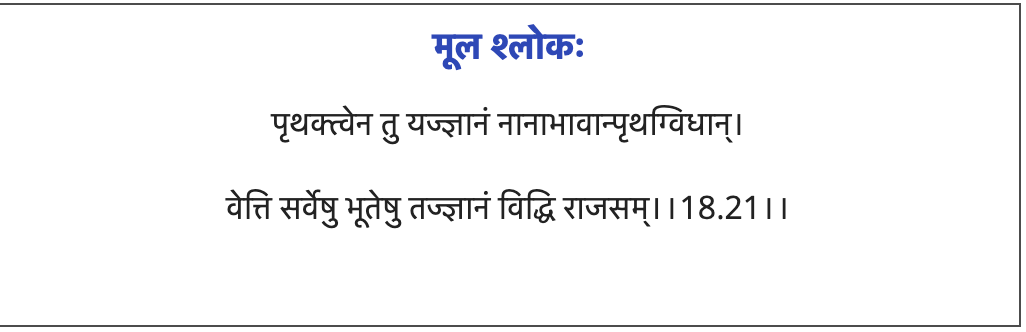 मूल श्लोकः
पृथक्त्वेन तु यज्ज्ञानं नानाभावान्पृथग्विधान्।
वेत्ति सर्वेषु भूतेषु तज्ज्ञानं विद्धि राजसम्।।18.21।।